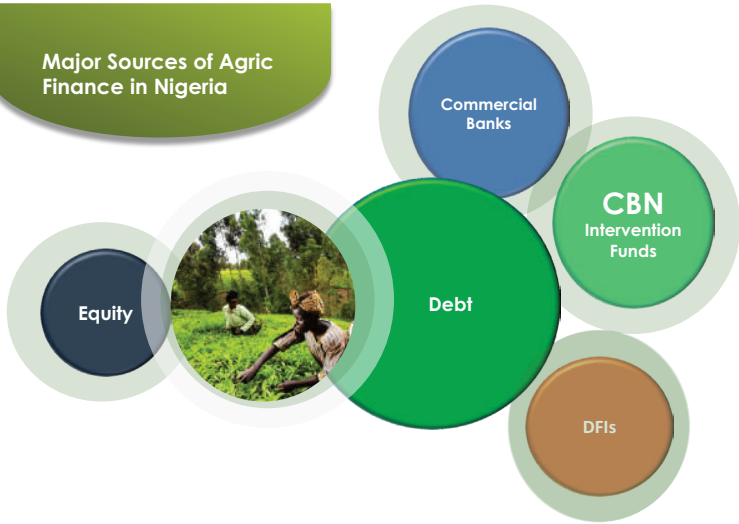 Major Sources of Agric
Finance in Nigeria
Commercial
Banks
CBN
Intervention
Funds
Equity
Debt
DFIs